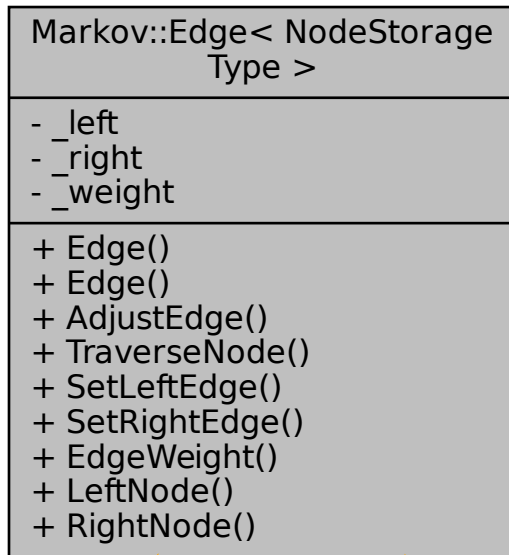 Markov::Edge< NodeStorage
Type >
- _left
- _right
- _weight
+ Edge()
+ Edge()
+ AdjustEdge()
+ TraverseNode()
+ SetLeftEdge()
+ SetRightEdge()
+ EdgeWeight()
+ LeftNode()
+ RightNode()